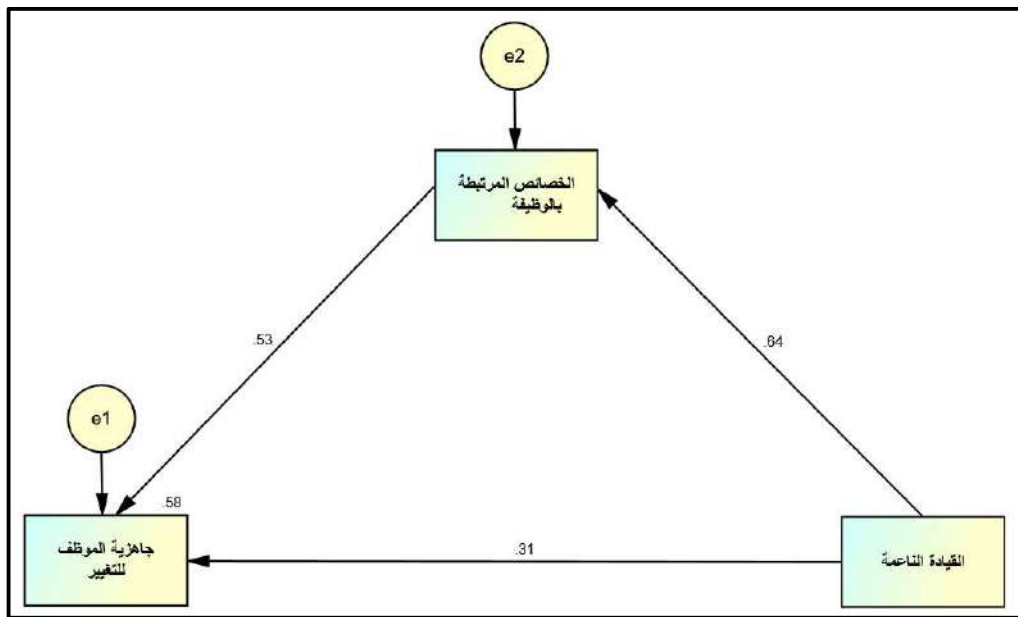 e2
الخصائص المرتبطة
بالوظيفة
.53
.64
e1
.58
جاهزية الموظف
للتغيير
.31
القيادة الناعمة